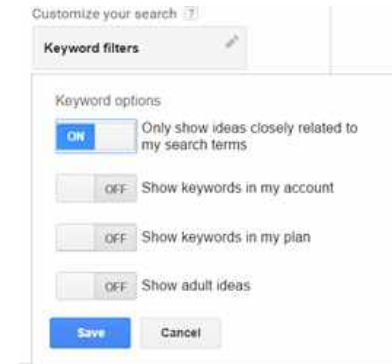 Customize your search ?
Keyword filters
Keyword options
ON
Only show ideas closely related to
my search terms
OFF Show keywords in my account
OFF Show keywords in my plan
OFF Show adult ideas
Save Cancel